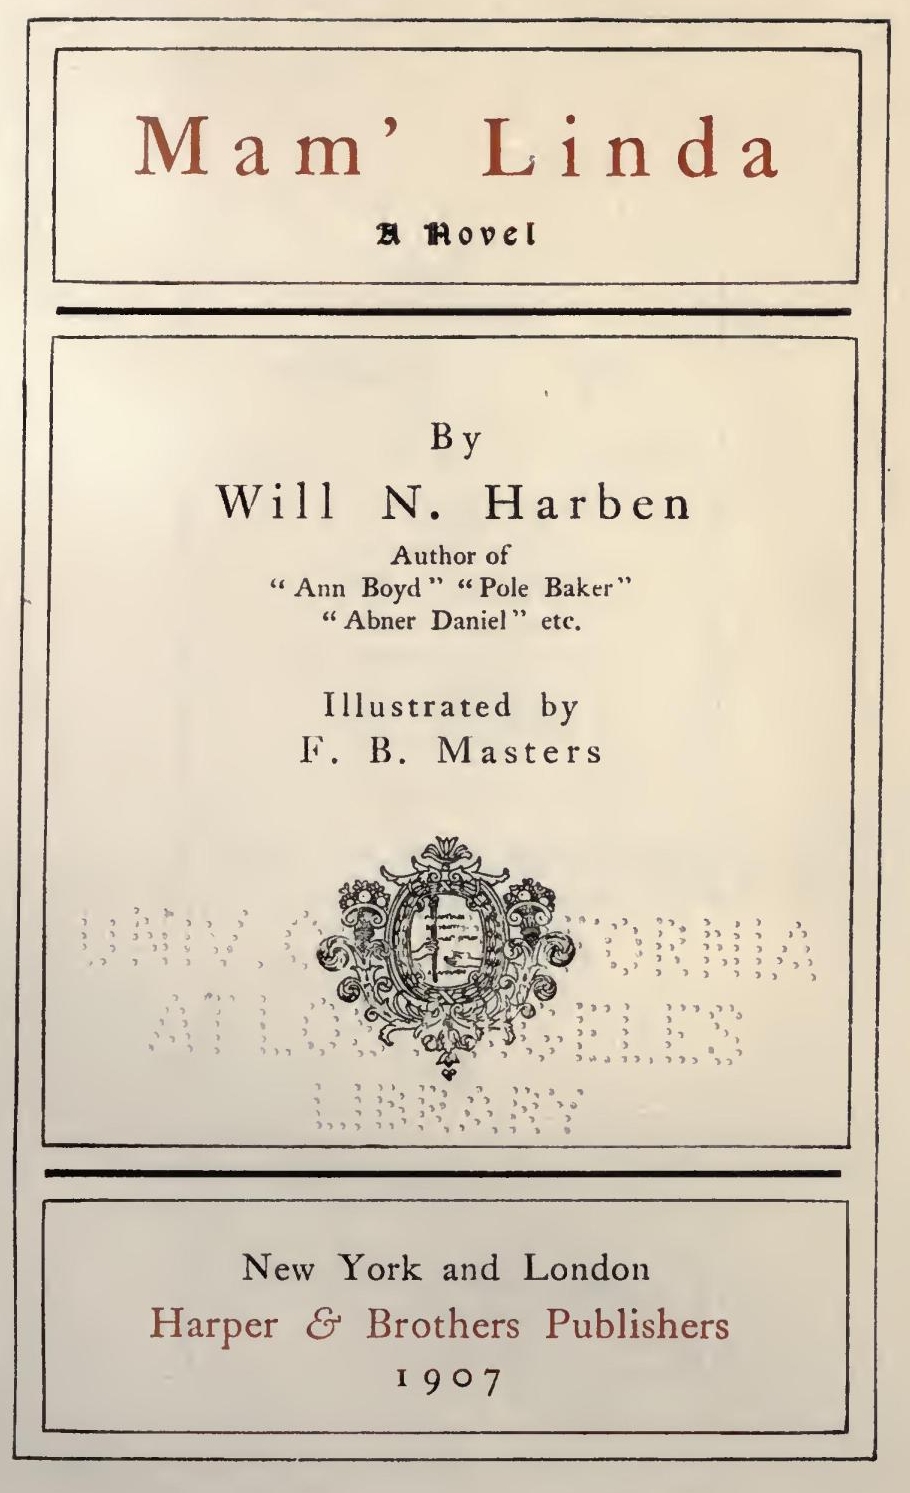 Mam' Linda
A Novel
By
Will N. Harben
Author of
“Ann Boyd” “Pole Baker”
“Abner Daniel” etc.
Illustrated by
F. B. Masters
LIBRARY
New York and London
Harper & Brothers Publishers
1907